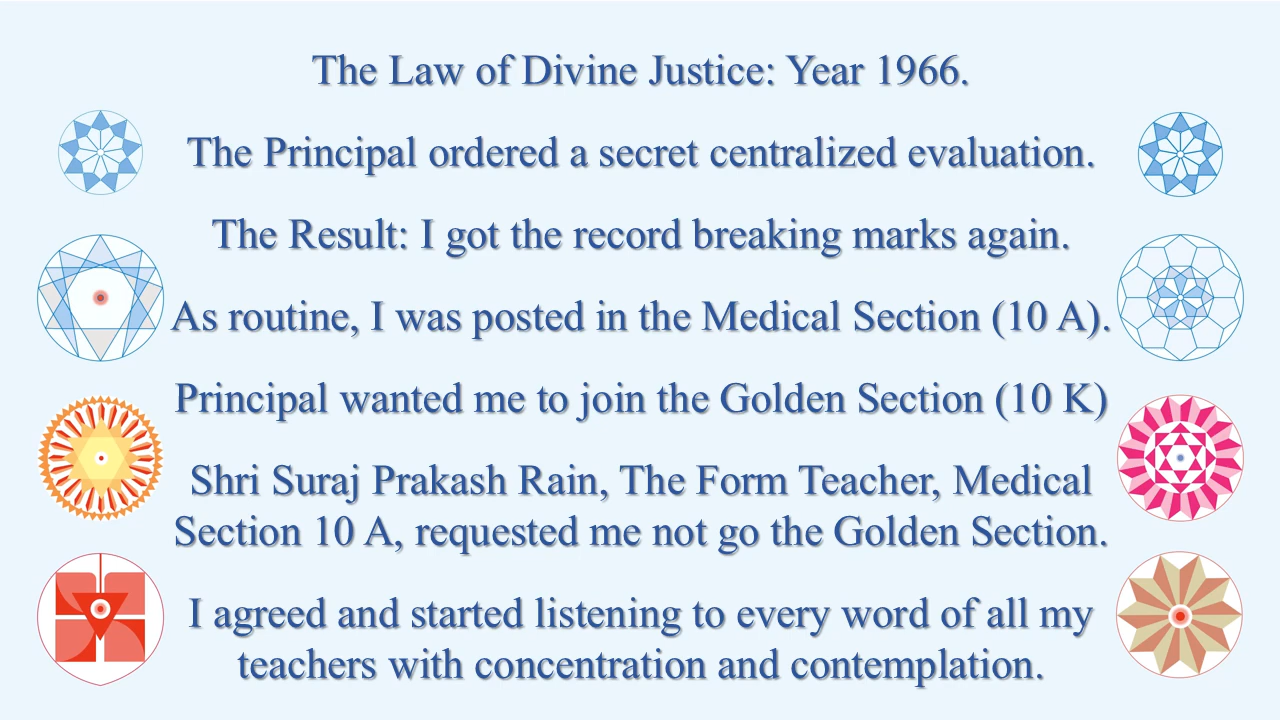 The Law of Divine Justice: Year 1966.
The Principal ordered a secret centralized evaluation.
The Result: I got the record breaking marks again.
As routine, I was posted in the Medical Section (10 A).
Principal wanted me to join the Golden Section (10 K)
Shri Suraj Prakash Rain, The Form Teacher, Medical
Section 10 A, requested me not go the Golden Section.
I agreed and started listening to every word of all my
teachers with concentration and contemplation.